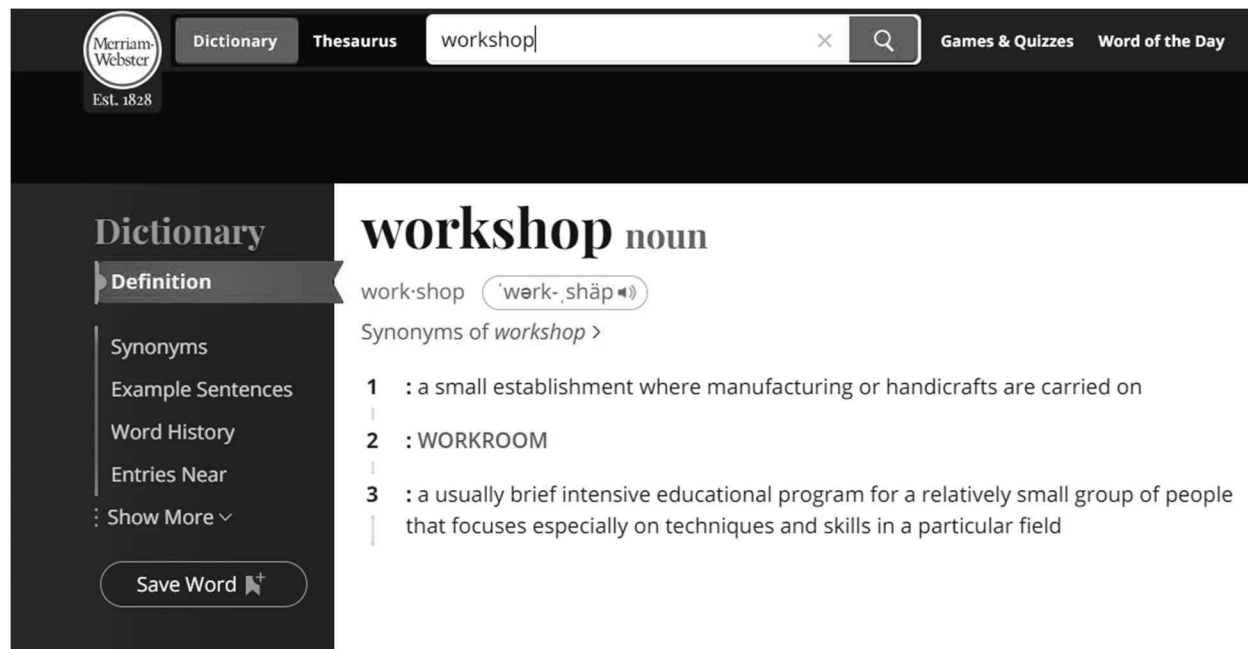 Merriam-
Webster
Est. 1828
Dictionary
Thesaurus
workshop
Games & Quizzes
Word of the Day
Dictionary
Definition
Synonyms
Example Sentences
Word History
Entries Near
Show More
Save Word
workshop noun
work·shop ˈwərk-ˌshäp
Synonyms of workshop >
1 : a small establishment where manufacturing or handicrafts are carried on
2 : WORKROOM
3 : a usually brief intensive educational program for a relatively small group of people
that focuses especially on techniques and skills in a particular field